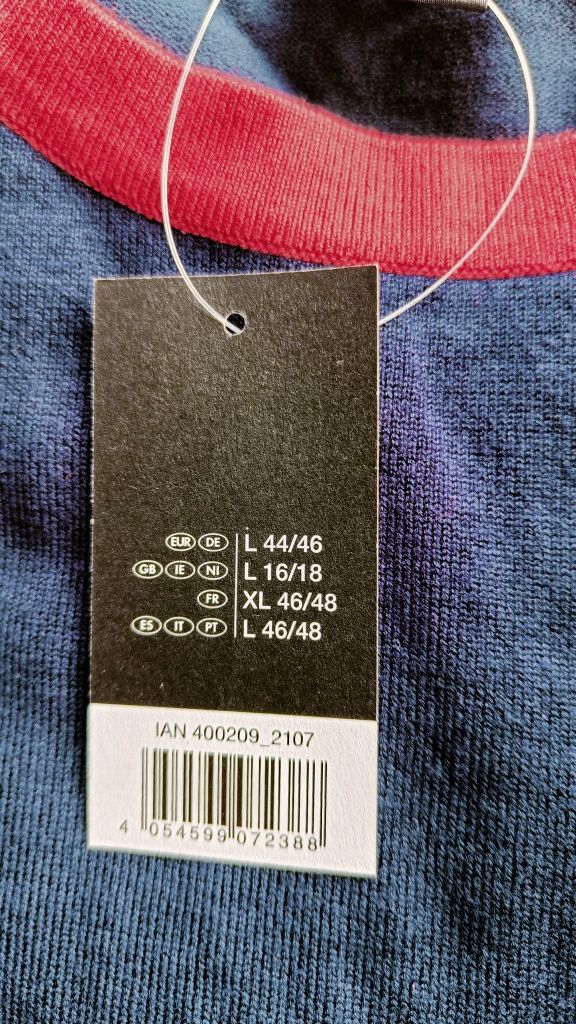 EUR DE L 44/46
GB IE NI L 16/18
FR XL 46/48
ES IT PT L 46/48
IAN 400209_2107
4 054599 072388